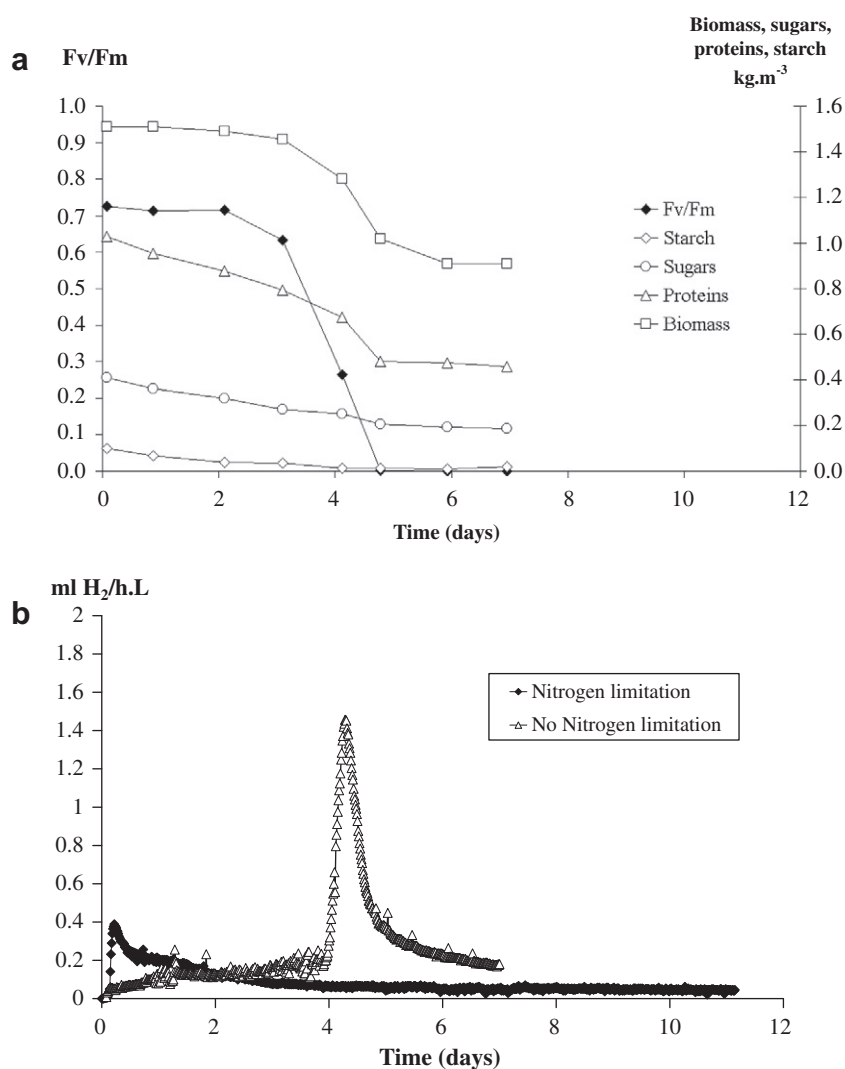 a
Fv/Fm
Biomass, sugars,
proteins, starch
kg.m-3
1.0
0.9
0.8
0.7
0.6
0.5
0.4
0.3
0.2
0.1
0.0
1.6
1.4
1.2
1.0
0.8
0.6
0.4
0.2
0.0
Fv/Fm
Starch
Sugars
Proteins
Biomass
0 2 4 6 8 10 12
Time (days)
b
ml H2/h.L
2
1.8
1.6
1.4
1.2
1
0.8
0.6
0.4
0.2
0
Nitrogen limitation
No Nitrogen limitation
0 2 4 6 8 10 12
Time (days)